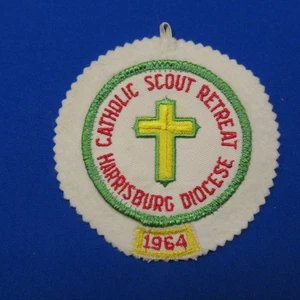 CATHOLIC SCOUT RETREAT
HARRISBURG DIOCESE
1964